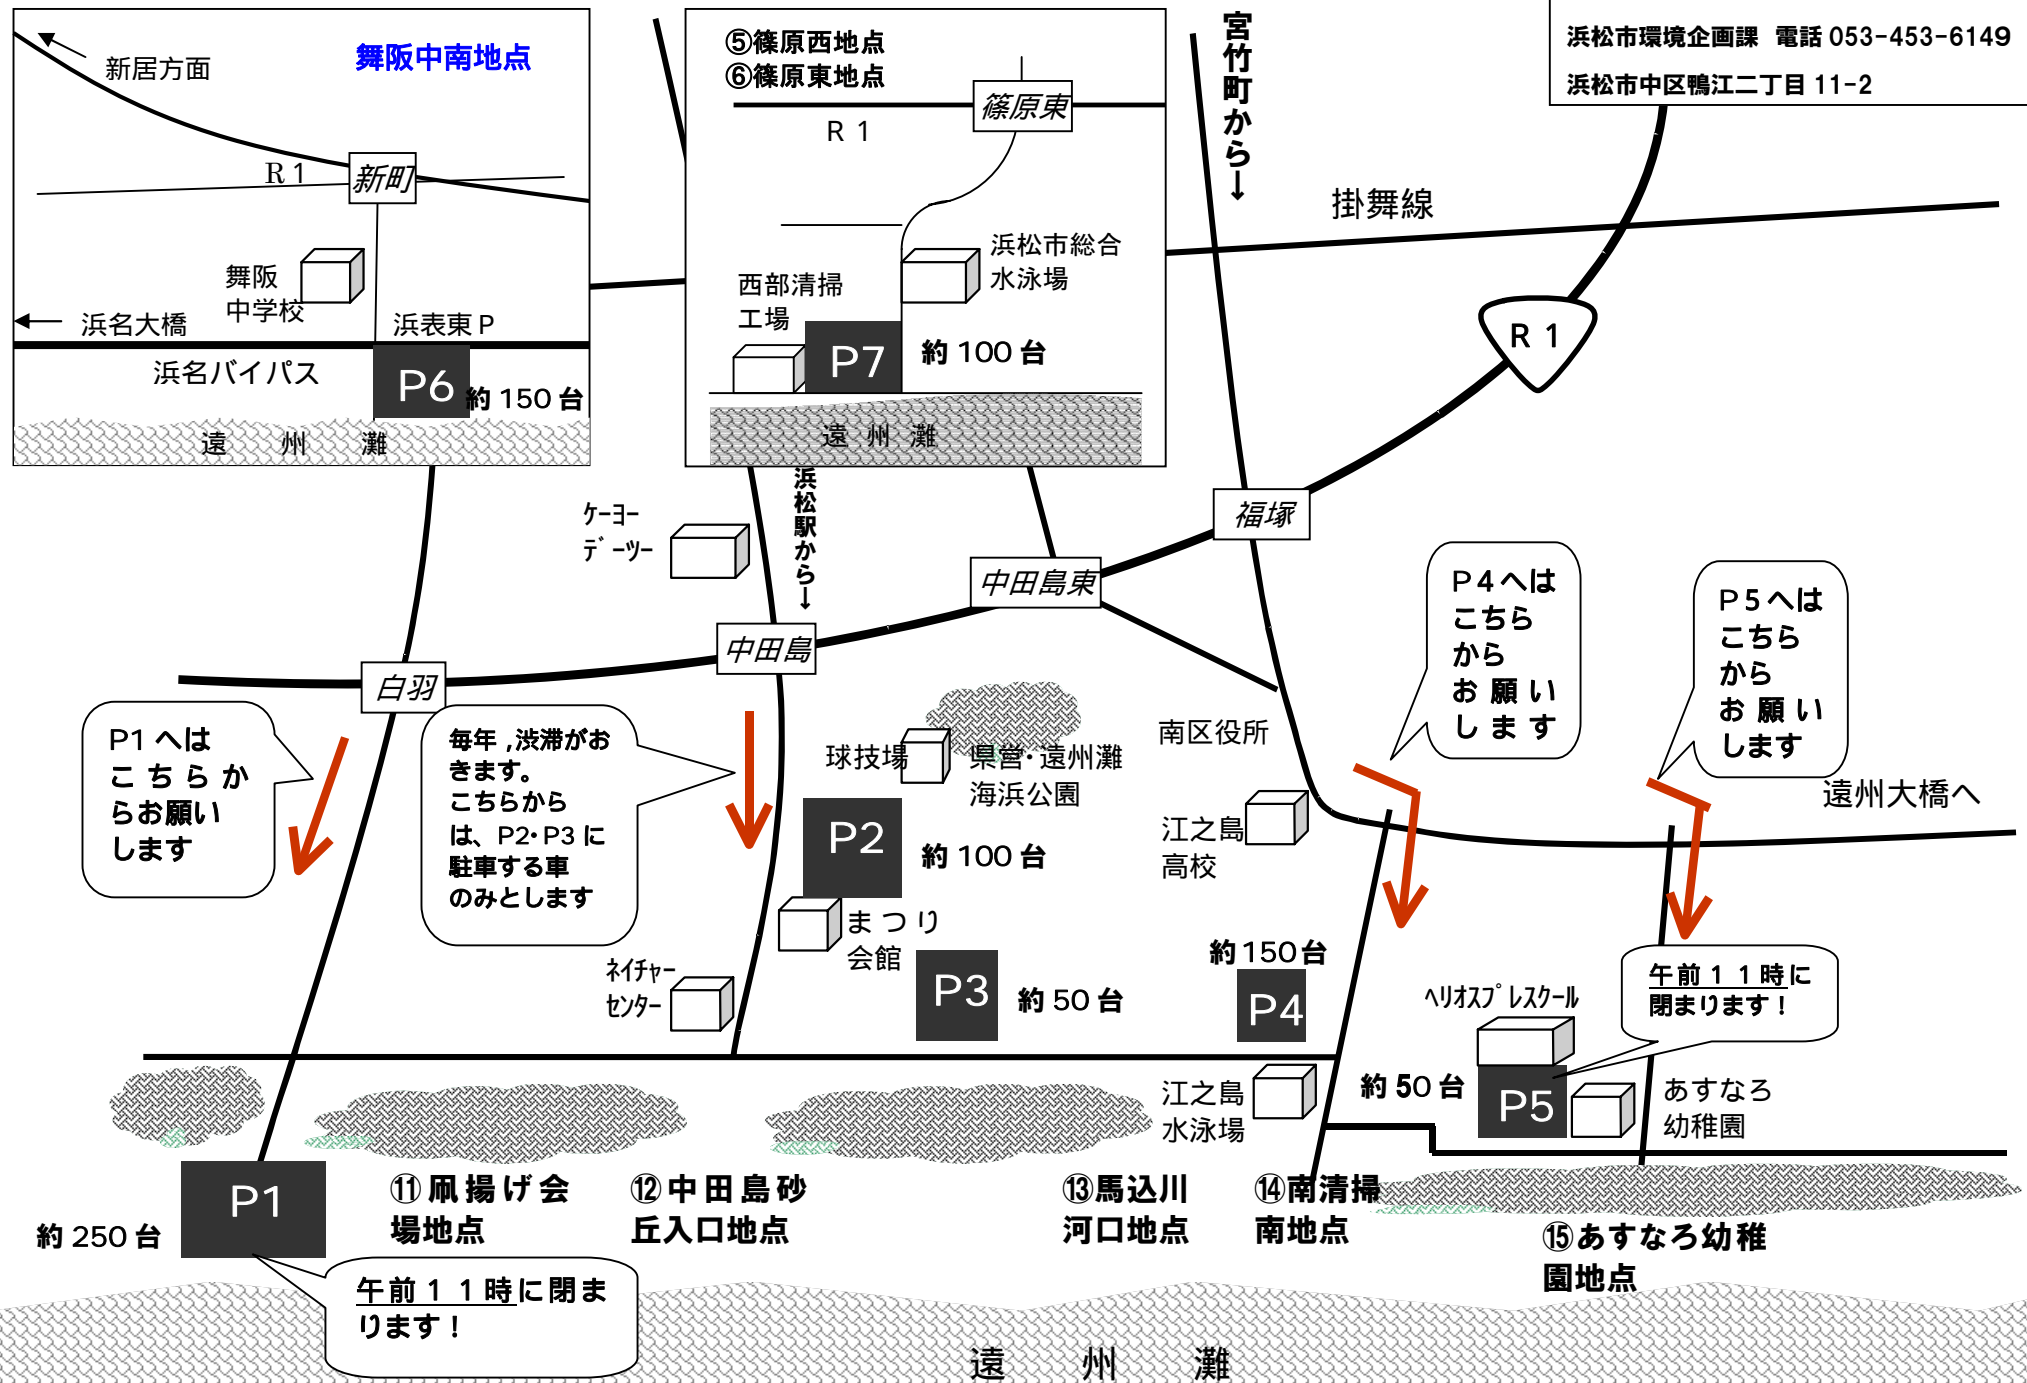 浜松市環境企画課 電話 053-453-6149
浜松市中区鴨江二丁目 11-2
舞阪中南地点
新居方面
R 1
新町
舞阪
中学校
浜名大橋
浜表東P
浜名バイパス
P6
約 150 台
遠 州 灘
⑤篠原西地点
⑥篠原東地点
篠原東
R 1
浜松市総合
水泳場
西部清掃
工場
P7
約 100 台
遠 州 灘
宮竹町から→
掛舞線
R 1
浜松駅から→
ケーヨー
デーツー
福塚
中田島東
中田島
白羽
P1 へは
こちらか
らお願い
します
毎年,渋滞がお
きます。
こちらから
は、P2・P3 に
駐車する車
のみとします
球技場
県営・遠州灘
海浜公園
南区役所
P4へは
こちら
から
お願い
します
P5へは
こちら
から
お願い
します
遠州大橋へ
P2
約 100 台
江之島
高校
まつり
会館
P3
約 50 台
ネイチャー
センター
約150台
P4
ヘリオスプレスクール
午前11時に
閉まります!
江之島
水泳場
約 50 台
P5
あすなろ
幼稚園
P1
約 250 台
午前11時に閉ま
ります!
⑪凧揚げ会
場地点
⑫中田島砂
丘入口地点
⑬馬込川
河口地点
⑭南清掃
南地点
⑮あすなろ幼稚
園地点
遠 州 灘